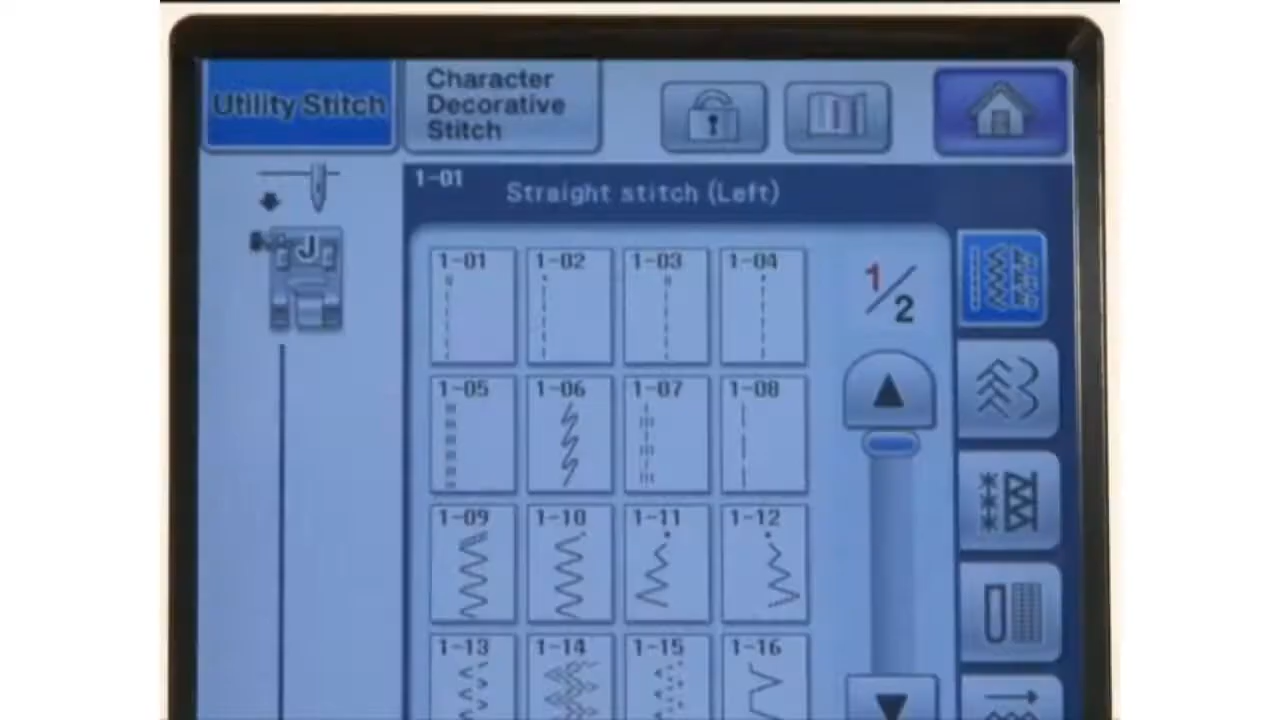 Utility Stitch
Character
Decorative
Stitch
1-01
Straight stitch (Left)
J
1-01 1-02 1-03 1-04
1/2
1-05 1-06 1-07 1-08
1-09 1-10 1-11 1-12
1-13 1-14 1-15 1-16